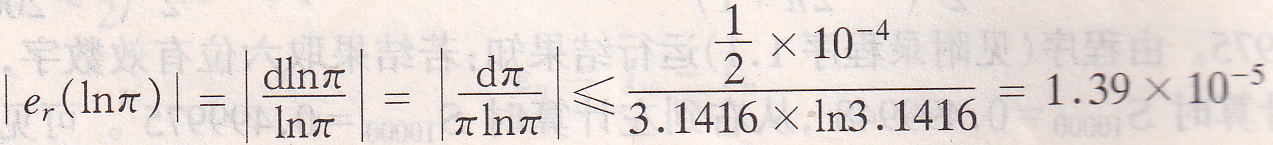 |e_r(lnπ)| = |dlnπ/lnπ| = |dπ/(πlnπ)| ⩽ (1/2 × 10^{-4})/(3.1416 × ln3.1416) = 1.39 × 10^{-5}